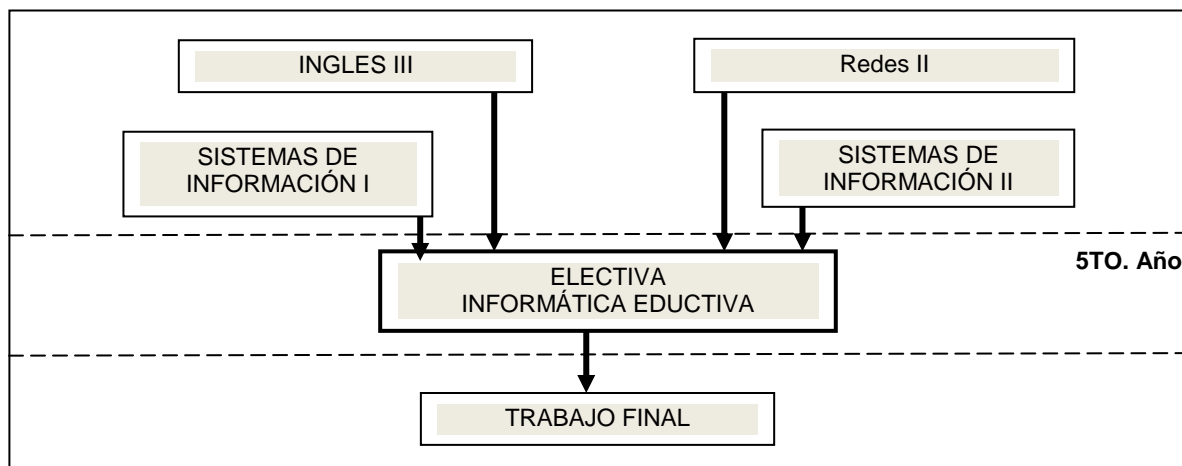 INGLES III
Redes II
SISTEMAS DE
INFORMACIÓN I
SISTEMAS DE
INFORMACIÓN II
5TO. Año
ELECTIVA
INFORMÁTICA EDUCTIVA
TRABAJO FINAL